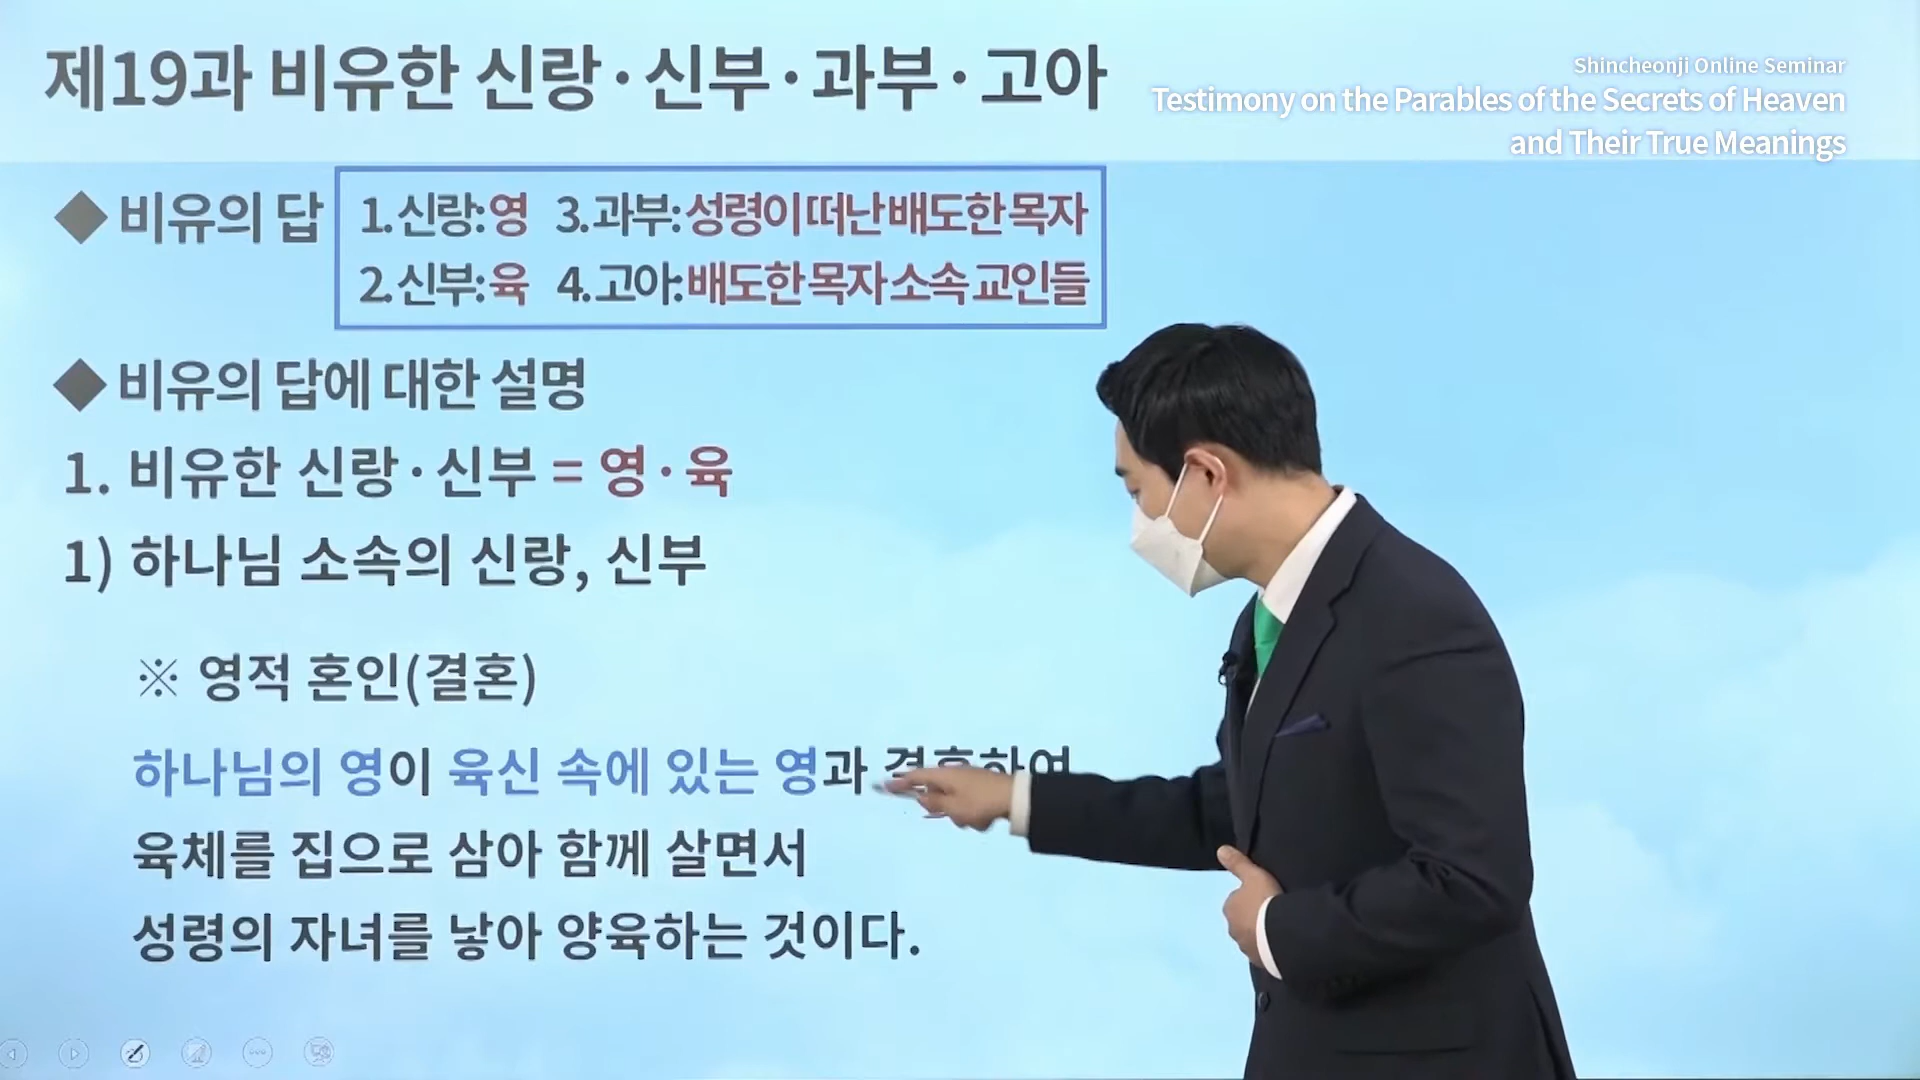 제19과 비유한 신랑·신부·과부·고아
Shincheonji Online Seminar
Testimony on the Parables of the Secrets of Heaven
and Their True Meanings
◆ 비유의 답
1. 신랑: 영 3. 과부: 성령이 떠난 배도한 목자
2. 신부: 육 4. 고아: 배도한 목자 소속 교인들
◆ 비유의 답에 대한 설명
1. 비유한 신랑·신부 = 영·육
1) 하나님 소속의 신랑, 신부
※ 영적 혼인(결혼)
하나님의 영이 육신 속에 있는 영과 결혼하여
육체를 집으로 삼아 함께 살면서
성령의 자녀를 낳아 양육하는 것이다.